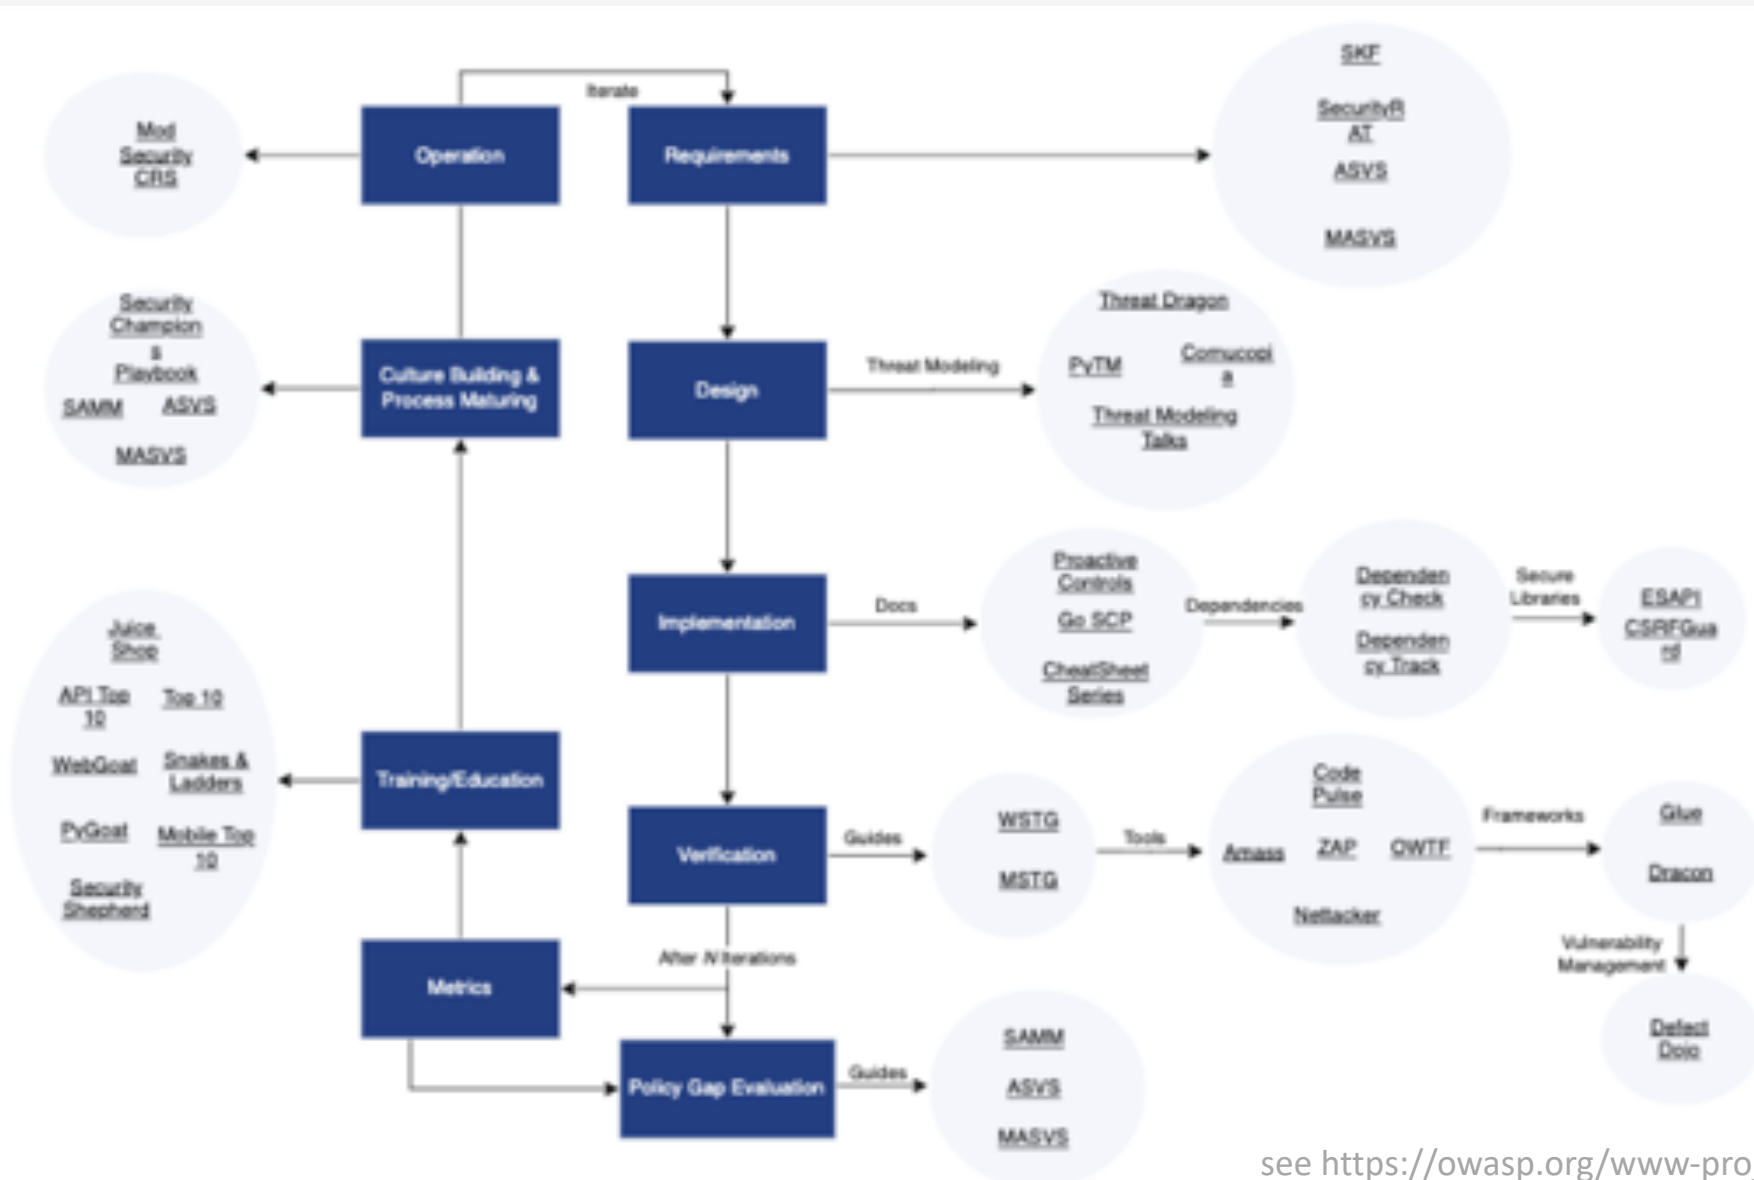 Iterate
Mod
Security
CRS
Operation
Requirements
SKF
SecurityR
AT
ASVS
MASVS
Security
Champion
s
Playbook
SAMM ASVS
MASVS
Culture Building &
Process Maturing
Design
Threat Modeling
Threat Dragon
PyTM
Cornucopi
a
Threat Modeling
Talks
Implementation
Docs
Proactive
Controls
Go SCP
CheatSheet
Series
Dependencies
Dependen
cy Check
Dependen
cy Track
Secure
Libraries
ESAPI
CSRFGua
rd
Juice
Shop
API Top
10
Top 10
WebGoat
Snakes &
Ladders
PyGoat
Mobile Top
10
Security
Shepherd
Training/Education
Verification
Guides
WSTG
MSTG
Tools
Code
Pulse
Amass ZAP OWTF
Nettacker
Frameworks
Glue
Dracon
Vulnerability
Management
Defect
Dojo
After N Iterations
Metrics
Policy Gap Evaluation
Guides
SAMM
ASVS
MASVS
see https://owasp.org/www-pro